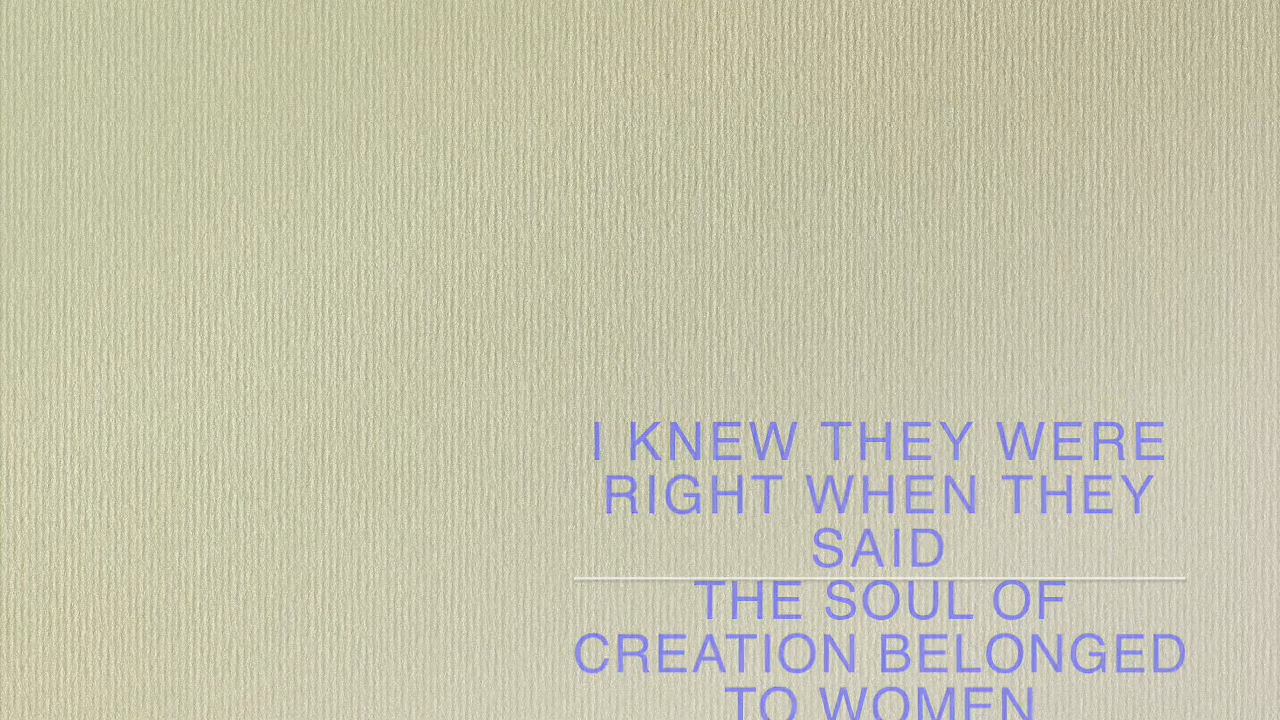 I KNEW THEY WERE
RIGHT WHEN THEY
SAID
THE SOUL OF
CREATION BELONGED
TO WOMEN